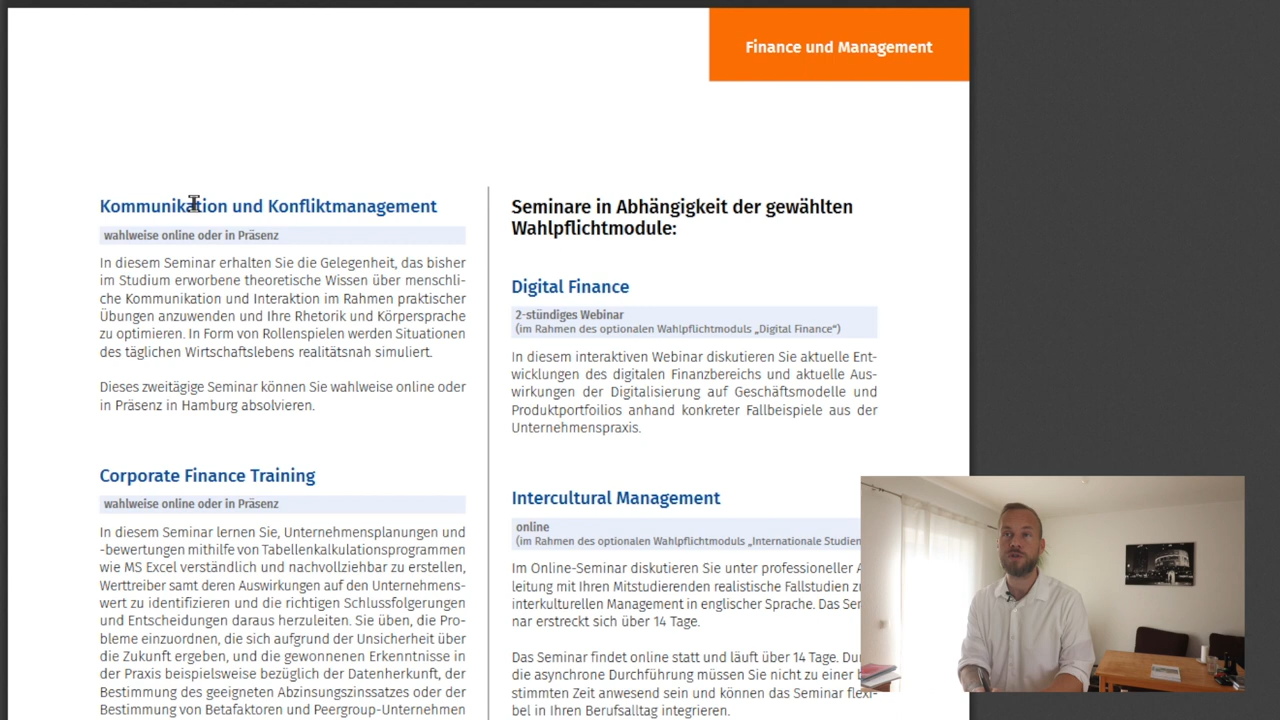 Finance und Management
Kommunikation und Konfliktmanagement
wahlweise online oder in Präsenz
In diesem Seminar erhalten Sie die Gelegenheit, das bisher
im Studium erworbene theoretische Wissen über menschli-
che Kommunikation und Interaktion im Rahmen praktischer
Übungen anzuwenden und Ihre Rhetorik und Körpersprache
zu optimieren. In Form von Rollenspielen werden Situationen
des täglichen Wirtschaftslebens realitätsnah simuliert.
Dieses zweitägige Seminar können Sie wahlweise online oder
in Präsenz in Hamburg absolvieren.
Corporate Finance Training
wahlweise online oder in Präsenz
In diesem Seminar lernen Sie, Unternehmensplanungen und
-bewertungen mithilfe von Tabellenkalkulationsprogrammen
wie MS Excel verständlich und nachvollziehbar zu erstellen,
Werttreiber samt deren Auswirkungen auf den Unternehmens-
wert zu identifizieren und die richtigen Schlussfolgerungen
und Entscheidungen daraus herzuleiten. Sie üben, die Pro-
bleme einzuordnen, die sich aufgrund der Unsicherheit über
die Zukunft ergeben, und die gewonnenen Erkenntnisse in
der Praxis beispielsweise bezüglich der Datenherkunft, der
Bestimmung des geeigneten Abzinsungszinssatzes oder der
Bestimmung von Betafaktoren und Peergroup-Unternehmen
Seminare in Abhängigkeit der gewählten
Wahlpflichtmodule:
Digital Finance
2-stündiges Webinar
(im Rahmen des optionalen Wahlpflichtmoduls „Digital Finance“)
In diesem interaktiven Webinar diskutieren Sie aktuelle Ent-
wicklungen des digitalen Finanzbereichs und aktuelle Aus-
wirkungen der Digitalisierung auf Geschäftsmodelle und
Produktportfoilios anhand konkreter Fallbeispiele aus der
Unternehmenspraxis.
Intercultural Management
online
(im Rahmen des optionalen Wahlpflichtmoduls „Internationale Studien
Im Online-Seminar diskutieren Sie unter professioneller
leitung mit Ihren Mitstudierenden realistische Fallstudien
interkulturellen Management in englischer Sprache. Das
nar erstreckt sich über 14 Tage.
Das Seminar findet online statt und läuft über 14 Tage.
die asynchrone Durchführung müssen Sie nicht zu einer
stimmten Zeit anwesend sein und können das Seminar flexi-
bel in Ihren Berufsalltag integrieren.